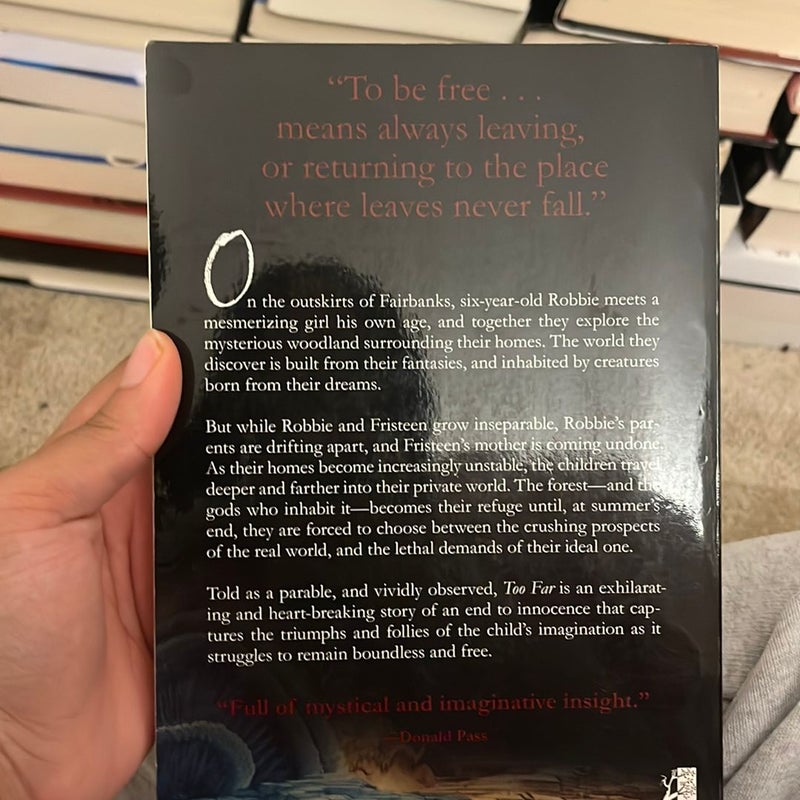 “To be free . . .
means always leaving,
or returning to the place
where leaves never fall.”
On the outskirts of Fairbanks, six-year-old Robbie meets a
mesmerizing girl his own age, and together they explore the
mysterious woodland surrounding their homes. The world they
discover is built from their fantasies, and inhabited by creatures
born from their dreams.
But while Robbie and Fristeen grow inseparable, Robbie’s par-
ents are drifting apart, and Fristeen’s mother is coming undone.
As their homes become increasingly unstable, the children travel
deeper and farther into their private world. The forest—and the
gods who inhabit it—becomes their refuge until, at summer’s
end, they are forced to choose between the crushing prospects
of the real world, and the lethal demands of their ideal one.
Told as a parable, and vividly observed, Too Far is an exhilarat-
ing and heart-breaking story of an end to innocence that cap-
tures the triumphs and follies of the child’s imagination as it
struggles to remain boundless and free.
“Full of mystical and imaginative insight.”
—Donald Pass